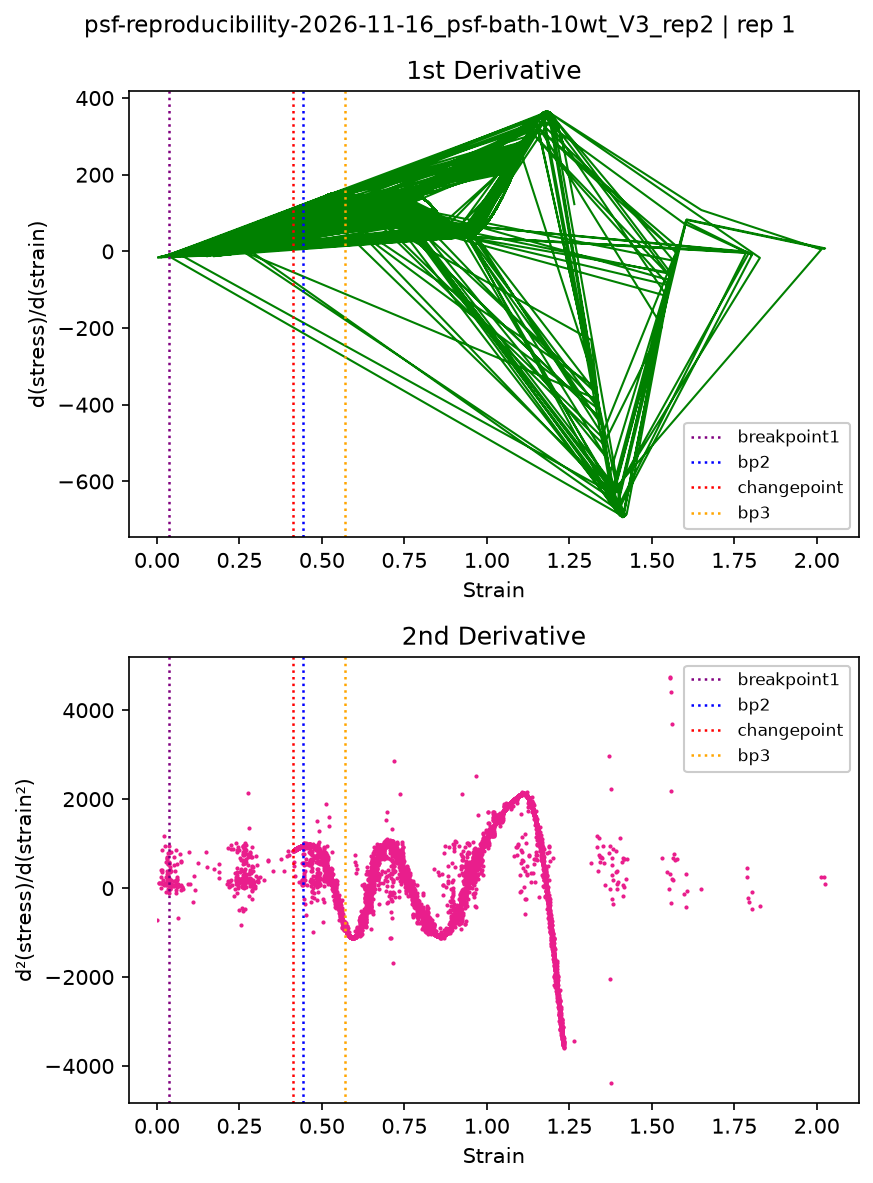 psf-reproducibility-2026-11-16_psf-bath-10wt_V3_rep2 | rep 1
1st Derivative
400
200
0
−200
−400
−600
d(stress)/d(strain)
0.00 0.25 0.50 0.75 1.00 1.25 1.50 1.75 2.00
Strain
breakpoint1
bp2
changepoint
bp3
2nd Derivative
4000
2000
0
−2000
−4000
d²(stress)/d(strain²)
0.00 0.25 0.50 0.75 1.00 1.25 1.50 1.75 2.00
Strain
breakpoint1
bp2
changepoint
bp3